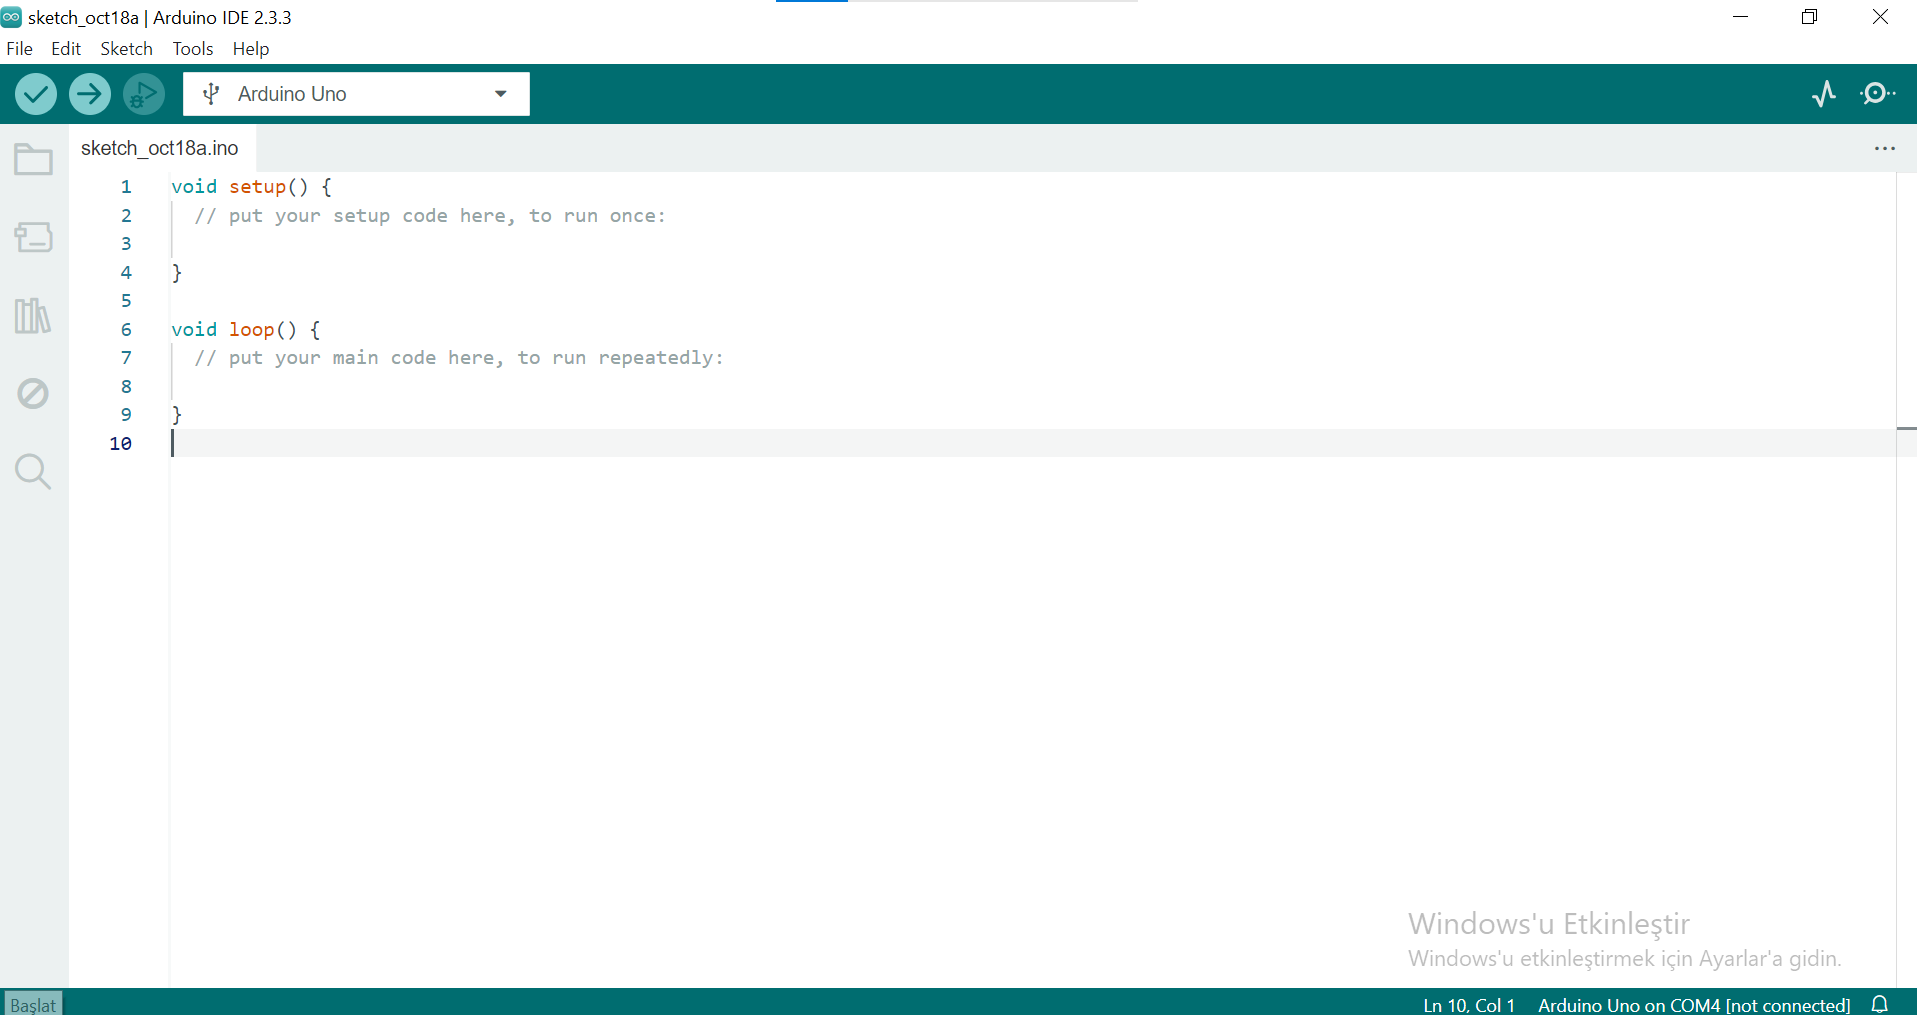 sketch_oct18a | Arduino IDE 2.3.3
File Edit Sketch Tools Help
Arduino Uno
sketch_oct18a.ino
1 void setup() {
2 // put your setup code here, to run once:
3
4 }
5
6 void loop() {
7 // put your main code here, to run repeatedly:
8
9 }
10
Windows'u Etkinleştir
Windows'u etkinleştirmek için Ayarlar'a gidin.
Başlat
Ln 10, Col 1 Arduino Uno on COM4 [not connected]